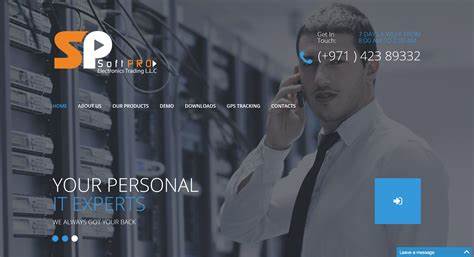 SP
SoftPRO
Electronics Trading L.L.C
Get In
Touch:
7 DAYS A WEEK FROM
8:00 AM TO 7:00 AM
(+971 ) 423 89332
HOME ABOUT US OUR PRODUCTS DEMO DOWNLOADS GPS TRACKING CONTACTS
YOUR PERSONAL
IT EXPERTS
WE ALWAYS GOT YOUR BACK
Leave a message